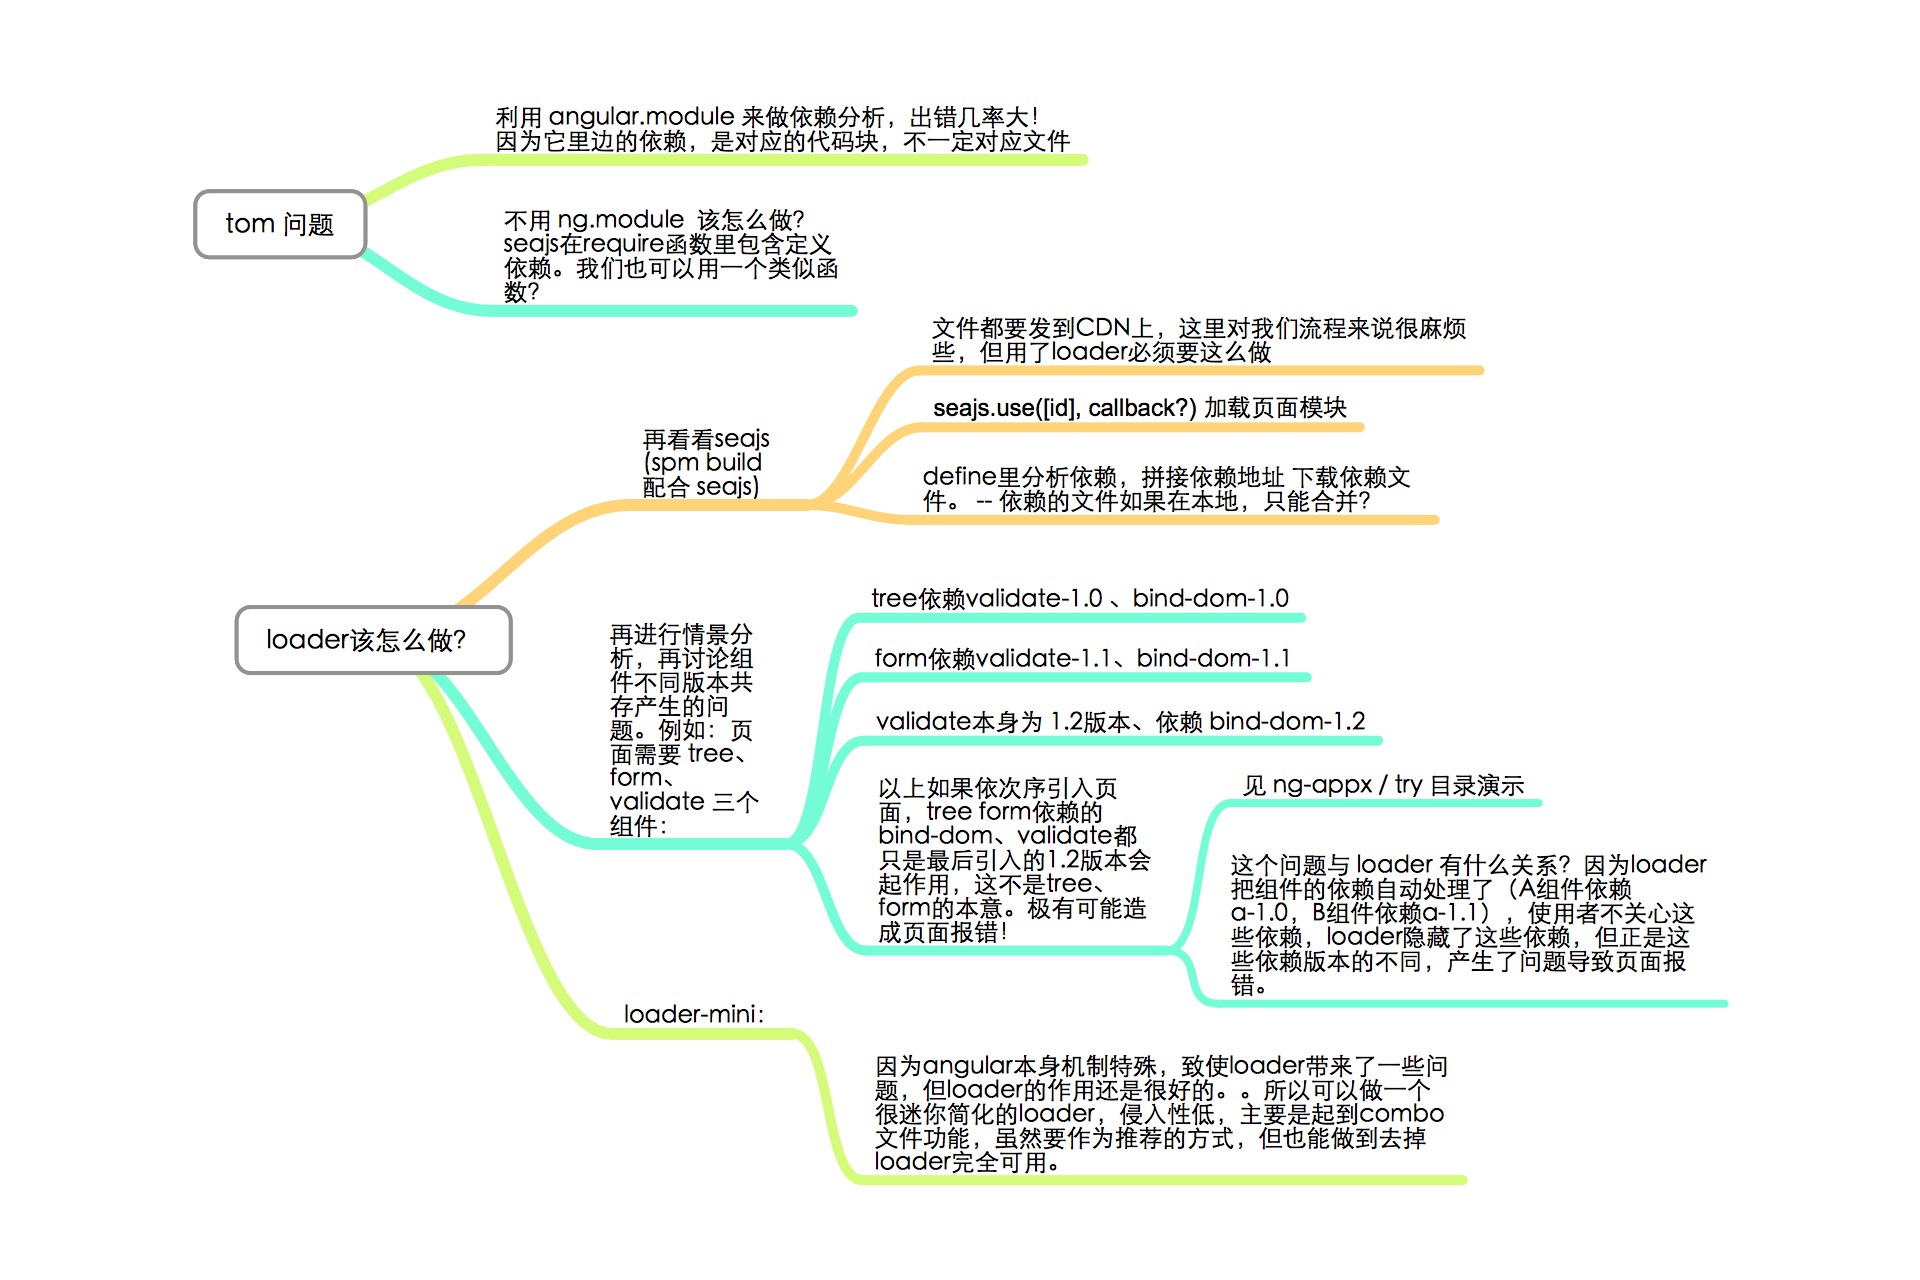 利用 angular.module 来做依赖分析，出错几率大！
因为它里边的依赖，是对应的代码块，不一定对应文件
tom 问题
不用 ng.module  该怎么做？
seajs在require函数里包含定义
依赖。我们也可以用一个类似函
数？
文件都要发到CDN上，这里对我们流程来说很麻烦
些，但用了loader必须要这么做
seajs.use([id], callback?) 加载页面模块
再看看seajs
(spm build
配合 seajs)
define里分析依赖，拼接依赖地址 下载依赖文
件。 -- 依赖的文件如果在本地，只能合并？
loader该怎么做？
再进行情景分
析，再讨论组
件不同版本共
存产生的问
题。例如：页
面需要 tree、
form、
validate 三个
组件：
tree依赖validate-1.0 、bind-dom-1.0
form依赖validate-1.1、bind-dom-1.1
validate本身为 1.2版本、依赖 bind-dom-1.2
以上如果依次序引入页
面，tree form依赖的
bind-dom、validate都
只是最后引入的1.2版本会
起作用，这不是tree、
form的本意。极有可能造
成页面报错！
见 ng-appx / try 目录演示
这个问题与 loader 有什么关系？因为loader
把组件的依赖自动处理了（A组件依赖
a-1.0，B组件依赖a-1.1），使用者不关心这
些依赖，loader隐藏了这些依赖，但正是这
些依赖版本的不同，产生了问题导致页面报
错。
loader-mini：
因为angular本身机制特殊，致使loader带来了一些问
题，但loader的作用还是很好的。。所以可以做一个
很迷你简化的loader，侵入性低，主要是起到combo
文件功能，虽然要作为推荐的方式，但也能做到去掉
loader完全可用。